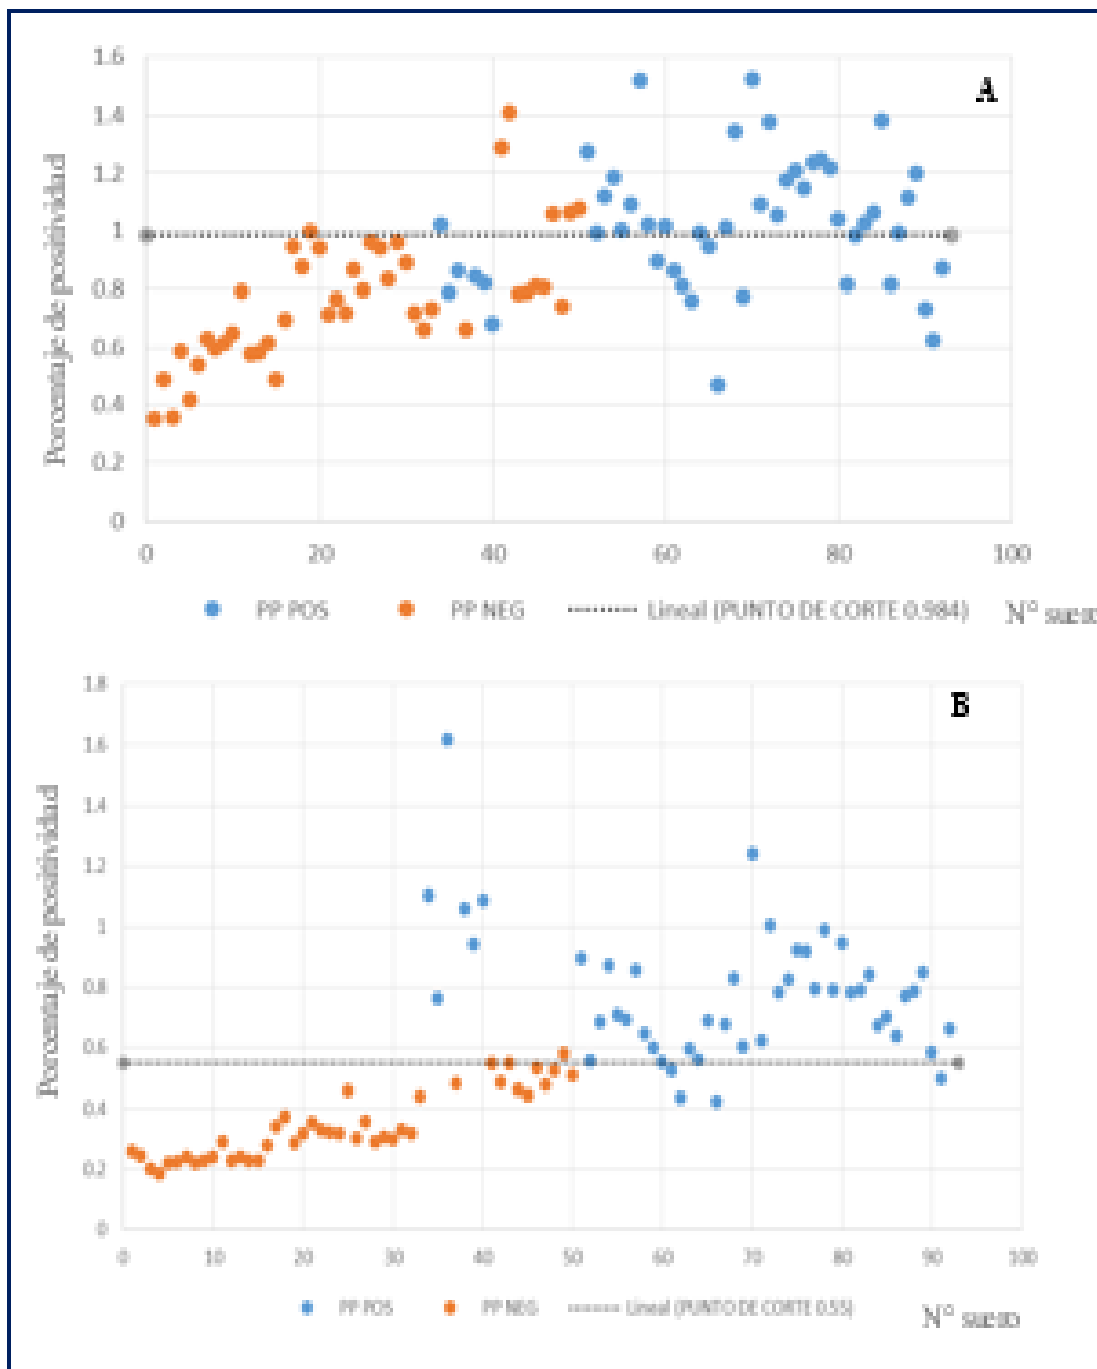 A
Porcentaje de positividad
1.6
1.4
1.2
1
0.8
0.6
0.4
0.2
0
0 20 40 60 80 100
PP POS PP NEG Lineal (PUNTO DE CORTE 0.984) N° suero
B
Porcentaje de positividad
1.8
1.6
1.4
1.2
1
0.8
0.6
0.4
0.2
0
0 10 20 30 40 50 60 70 80 90 100
PP POS PP NEG Lineal (PUNTO DE CORTE 0.55) N° suero